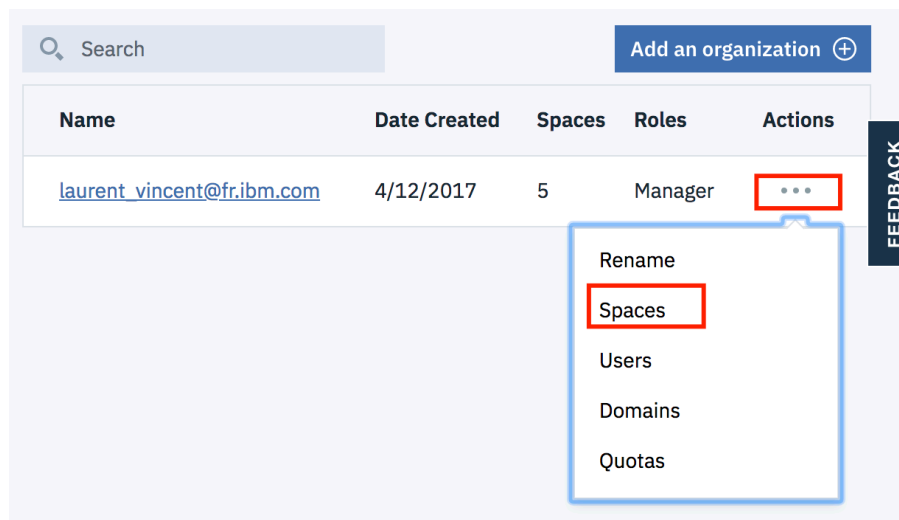 Search
Add an organization
Name Date Created Spaces Roles Actions
laurent_vincent@fr.ibm.com 4/12/2017 5 Manager
FEEDBACK
Rename
Spaces
Users
Domains
Quotas